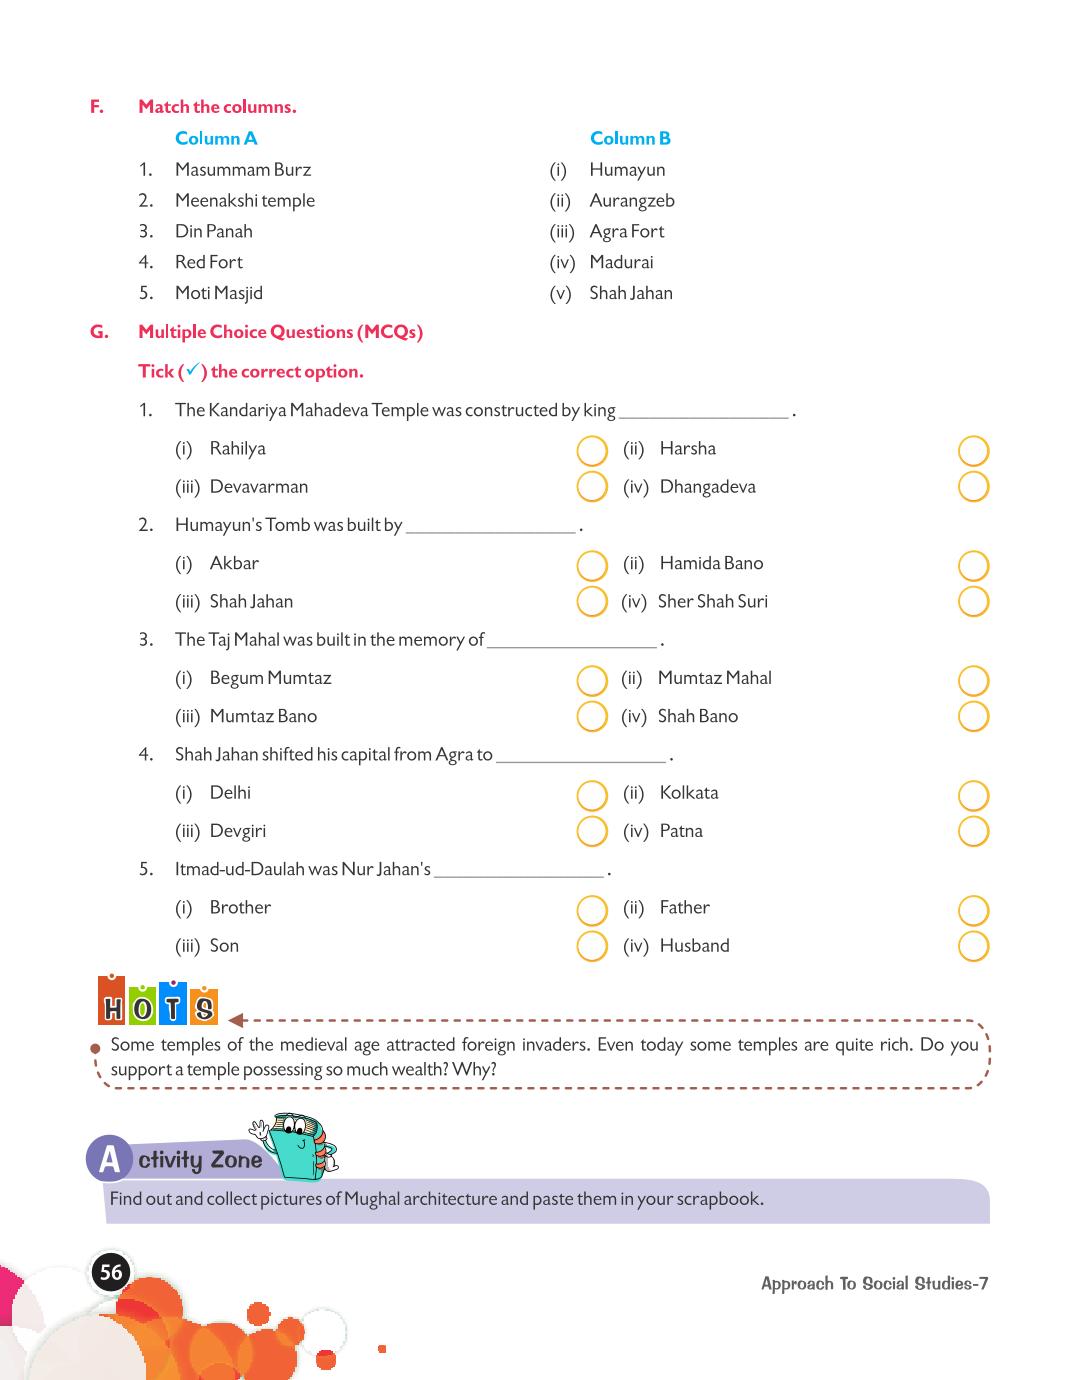 F. Match the columns.
Column A Column B
1. Masummam Burz (i) Humayun
2. Meenakshi temple (ii) Aurangzeb
3. Din Panah (iii) Agra Fort
4. Red Fort (iv) Madurai
5. Moti Masjid (v) Shah Jahan
G. Multiple Choice Questions (MCQs)
Tick (✓) the correct option.
1. The Kandariya Mahadeva Temple was constructed by king __________________ .
(i) Rahilya (ii) Harsha
(iii) Devavarman (iv) Dhangadeva
2. Humayun's Tomb was built by __________________ .
(i) Akbar (ii) Hamida Bano
(iii) Shah Jahan (iv) Sher Shah Suri
3. The Taj Mahal was built in the memory of __________________ .
(i) Begum Mumtaz (ii) Mumtaz Mahal
(iii) Mumtaz Bano (iv) Shah Bano
4. Shah Jahan shifted his capital from Agra to __________________ .
(i) Delhi (ii) Kolkata
(iii) Devgiri (iv) Patna
5. Itmad-ud-Daulah was Nur Jahan's __________________ .
(i) Brother (ii) Father
(iii) Son (iv) Husband
HOTS
Some temples of the medieval age attracted foreign invaders. Even today some temples are quite rich. Do you
support a temple possessing so much wealth? Why?
Activity Zone
Find out and collect pictures of Mughal architecture and paste them in your scrapbook.
56
Approach To Social Studies-7